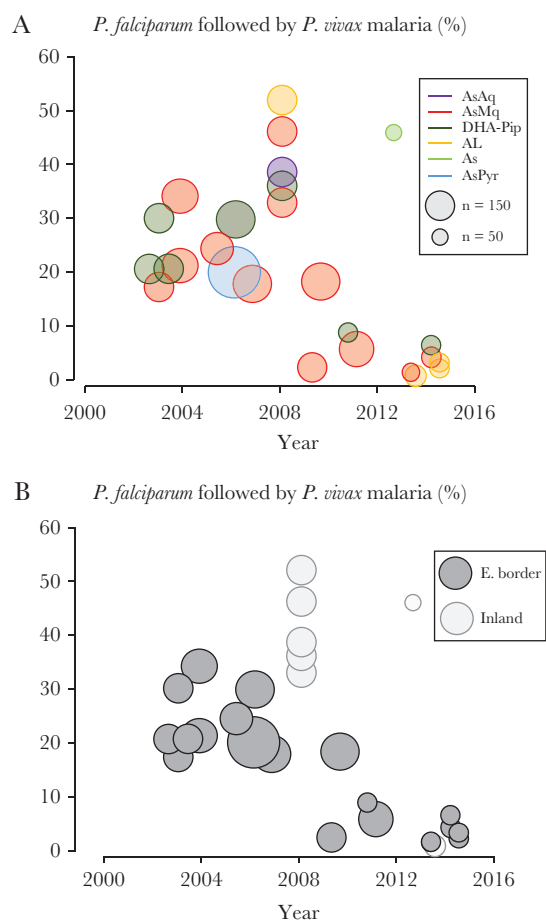 A
P. falciparum followed by P. vivax malaria (%)
60
50
40
30
20
10
0
AsAq
AsMq
DHA-Pip
AL
As
AsPyr
n = 150
n = 50
2000 2004 2008 2012 2016
Year
B
P. falciparum followed by P. vivax malaria (%)
60
50
40
30
20
10
0
E. border
Inland
2000 2004 2008 2012 2016
Year